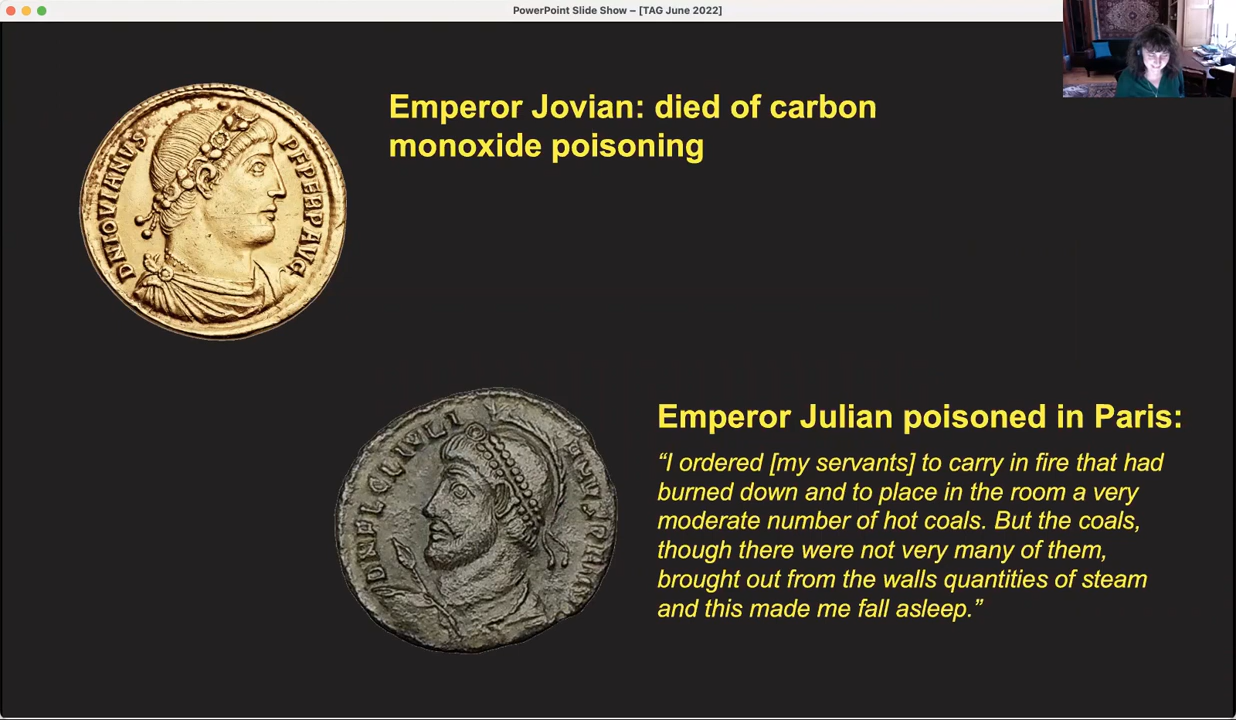 PowerPoint Slide Show – [TAG June 2022]
Emperor Jovian: died of carbon
monoxide poisoning
DNIOVIANVS PFPERPAVG
Emperor Julian poisoned in Paris:
“I ordered [my servants] to carry in fire that had
burned down and to place in the room a very
moderate number of hot coals. But the coals,
though there were not very many of them,
brought out from the walls quantities of steam
and this made me fall asleep.”
DNFLCLIVLI